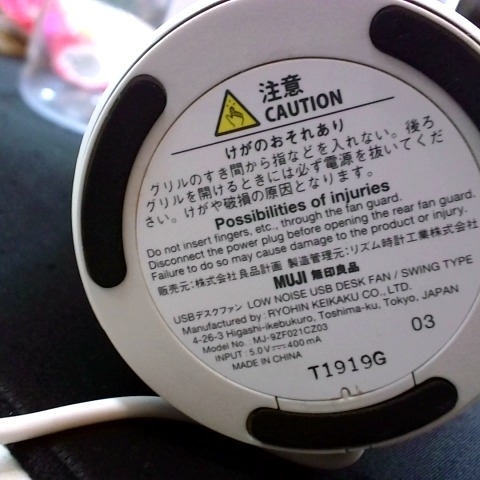 注意
CAUTION
けがのおそれあり
グリルのすき間から指などを入れない。後ろ
グリルを開けるときには必ず電源を抜いてくだ
さい。けがや破損の原因となります。
Possibilities of injuries
Do not insert fingers, etc., through the fan guard.
Disconnect the power plug before opening the rear fan guard.
Failure to do so may cause damage to the product or injury.
販売元:株式会社良品計画 製造管理元:リズム時計工業株式会社
MUJI 無印良品
USBデスクファン LOW NOISE USB DESK FAN / SWING TYPE
Manufactured by : RYOHIN KEIKAKU CO., LTD.
4-26-3 Higashi-ikebukuro, Toshima-ku, Tokyo, JAPAN
Model No. : MJ-9ZF021CZ03
INPUT : 5.0V⎓400mA
MADE IN CHINA
03
T1919G